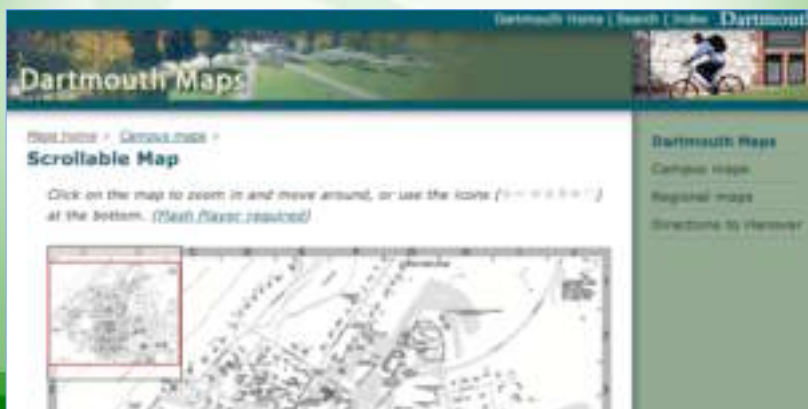 Dartmouth Home | Search | Index Dartmouth
Dartmouth Maps
Maps home > Campus maps >
Scrollable Map
Click on the map to zoom in and move around, or use the icons (
)
at the bottom. (Flash Player required)
Dartmouth Maps
Campus maps
Regional maps
Directions to Hanover